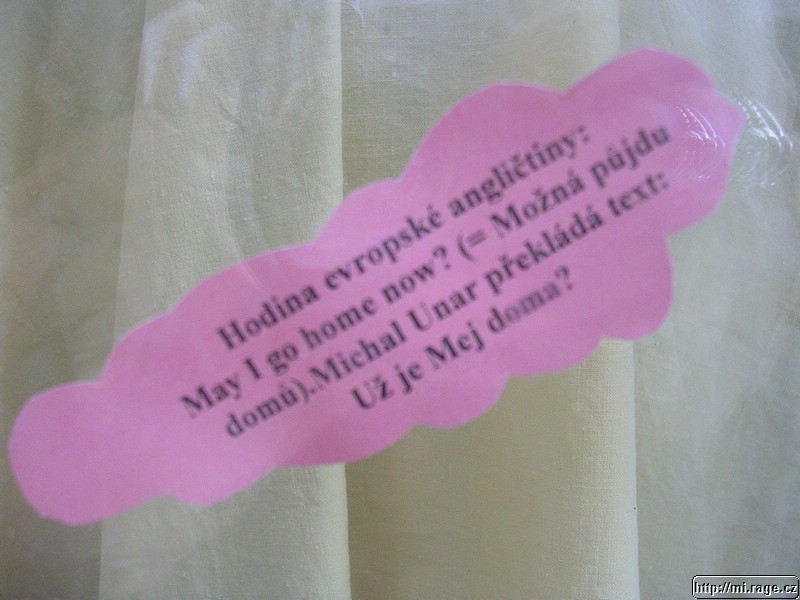 Hodina evropské angličtiny:
May I go home now? (= Možná půjdu
domů).Michal Unar překládá text:
Už je Mej doma?
http://mi.rage.cz